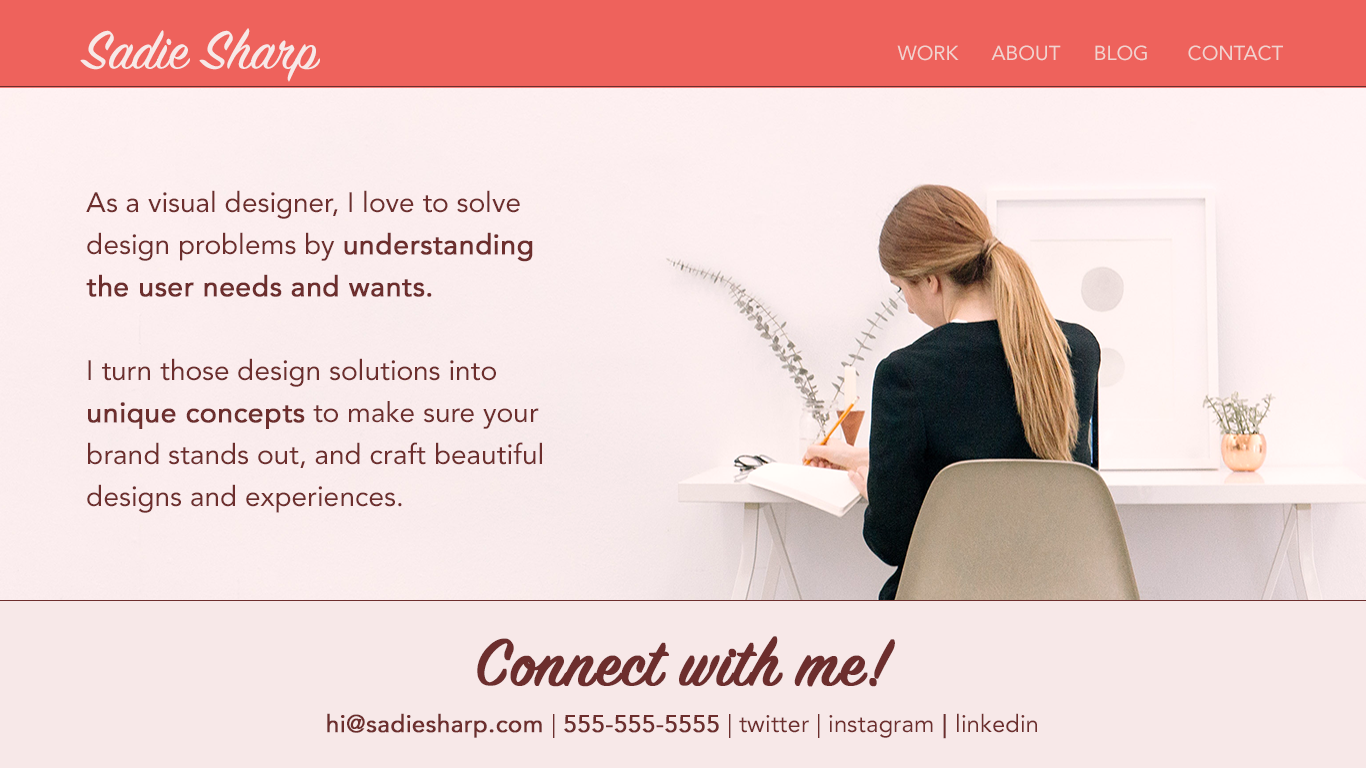 Sadie Sharp
WORK ABOUT BLOG CONTACT
As a visual designer, I love to solve
design problems by understanding
the user needs and wants.
I turn those design solutions into
unique concepts to make sure your
brand stands out, and craft beautiful
designs and experiences.
Connect with me!
hi@sadiesharp.com | 555-555-5555 | twitter | instagram | linkedin